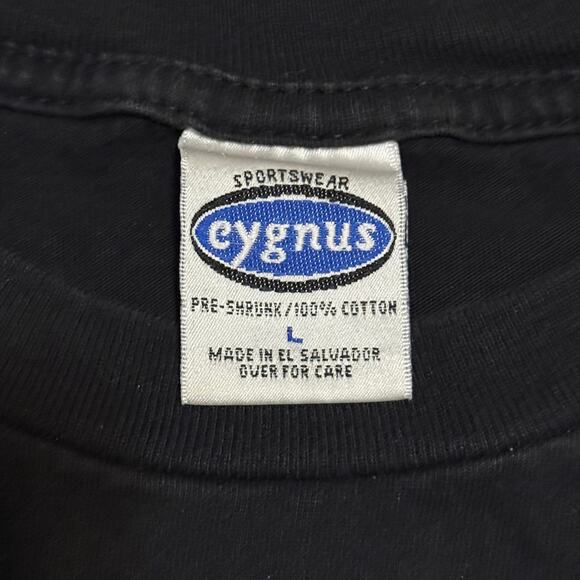 SPORTSWEAR
cygnus
PRE-SHRUNK/100% COTTON
L
MADE IN EL SALVADOR
OVER FOR CARE